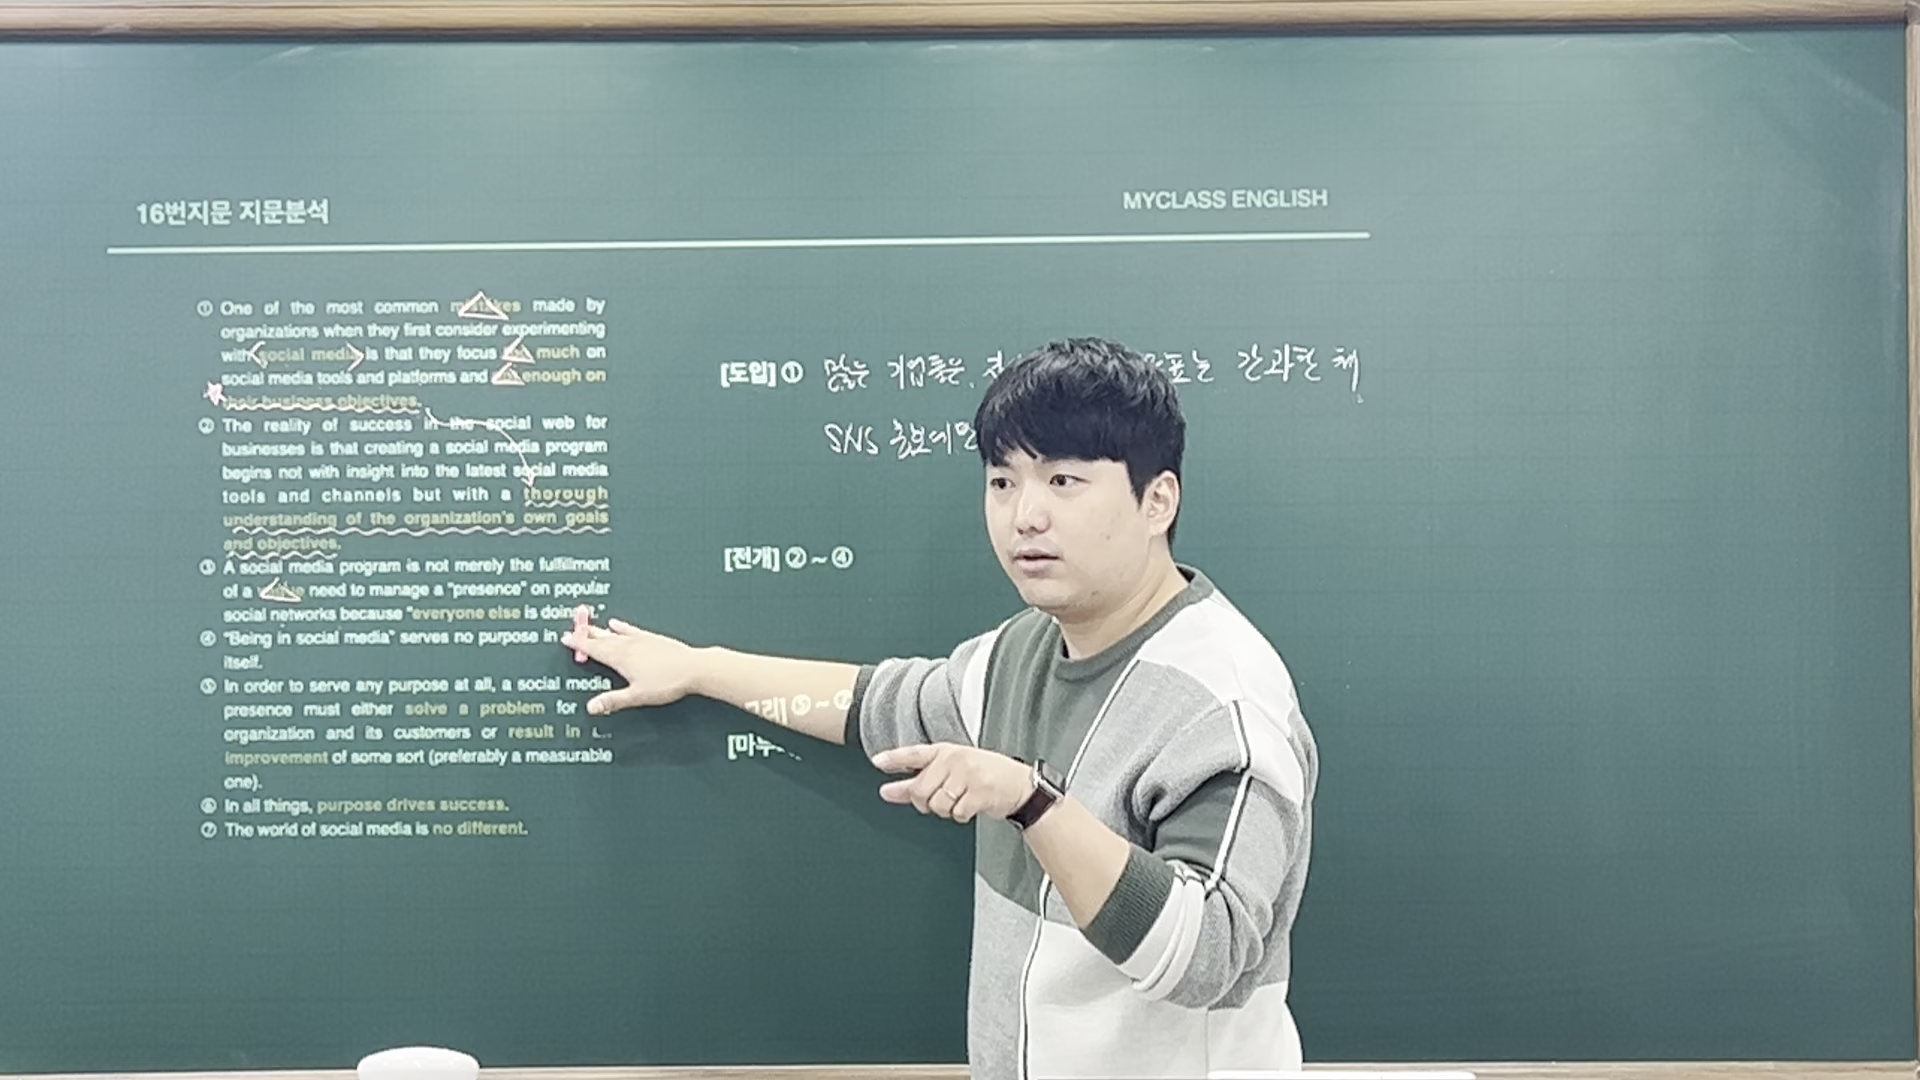 16번지문 지문분석
MYCLASS ENGLISH
① One of the most common mistakes made by
organizations when they first consider experimenting
with social media is that they focus much on
social media tools and platforms and enough on
their business objectives.
② The reality of success in the social web for
businesses is that creating a social media program
begins not with insight into the latest social media
tools and channels but with a thorough
understanding of the organization's own goals
and objectives.
③ A social media program is not merely the fulfillment
of a need to manage a "presence" on popular
social networks because "everyone else is doing
④ "Being in social media" serves no purpose in
itself.
⑤ In order to serve any purpose at all, a social media
presence must either solve a problem for
organization and its customers or result in
improvement of some sort (preferably a measurable
one).
⑥ In all things, purpose drives success.
⑦ The world of social media is no different.
[도입] ① 많은 기업들은, 간과한 채,
SNS 홍보에만
[전개] ② ~ ④
⑤ ~